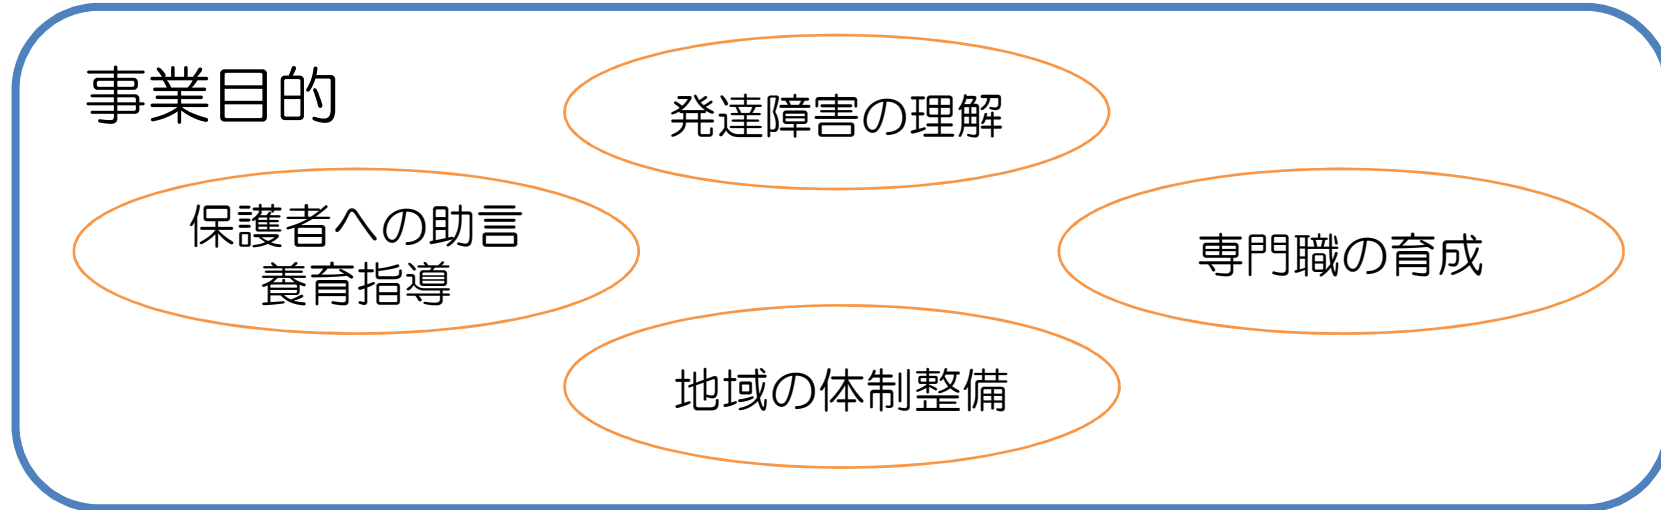 事業目的
発達障害の理解
保護者への助言
養育指導
専門職の育成
地域の体制整備